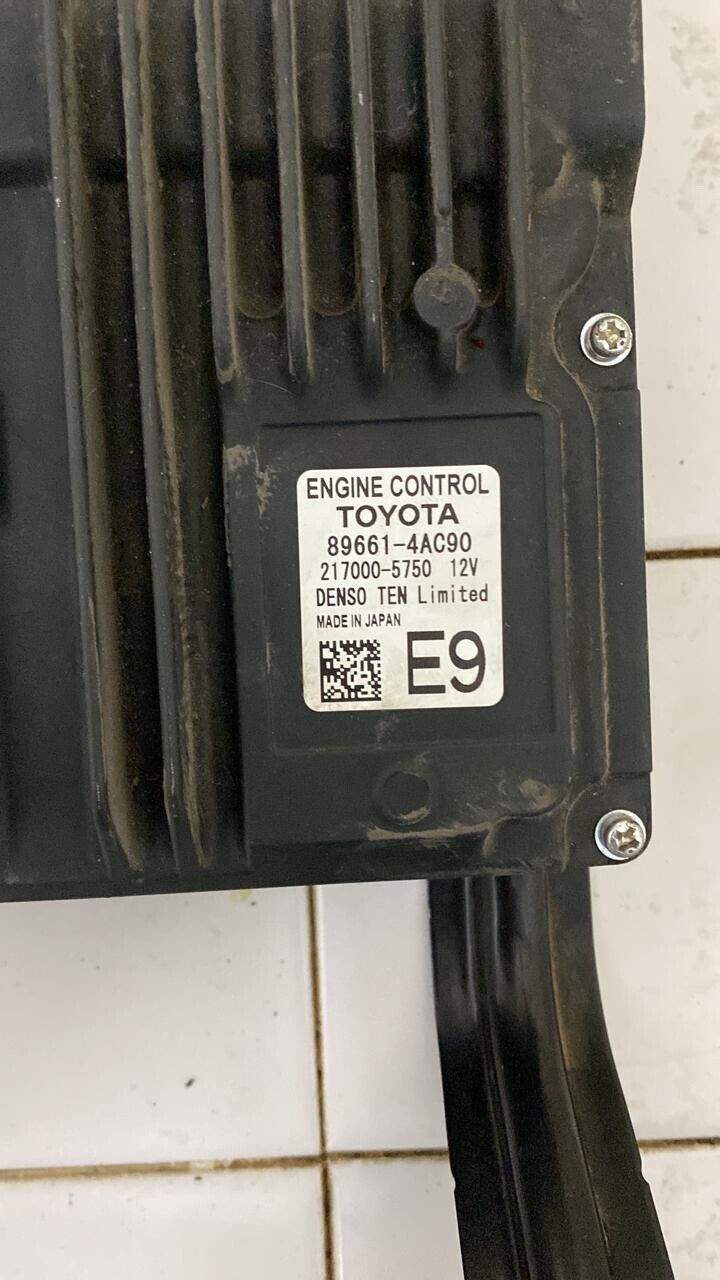 ENGINE CONTROL
TOYOTA
89661-4AC90
217000-5750 12V
DENSO TEN Limited
MADE IN JAPAN
E9